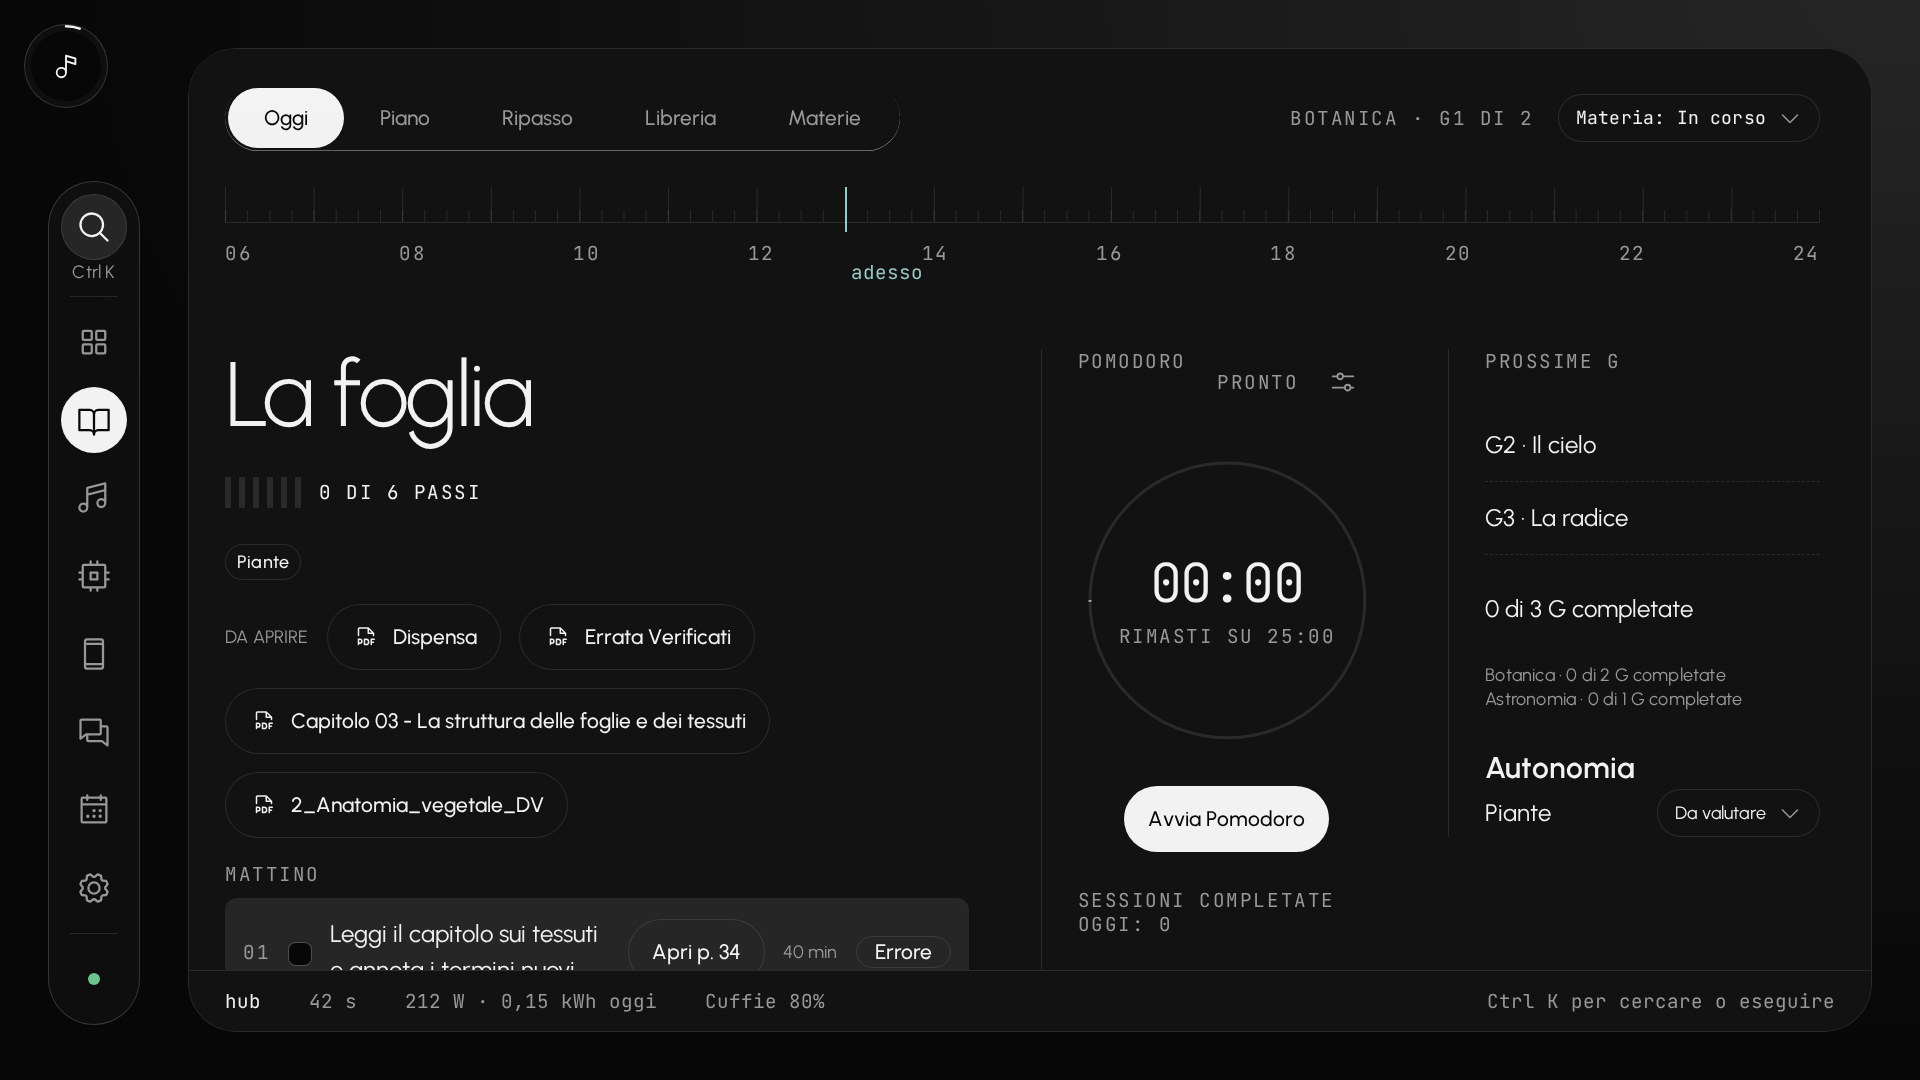 Oggi
Piano
Ripasso
Libreria
Materie
BOTANICA · G1 DI 2
Materia: In corso
Ctrl K
06 08 10 12 14 16 18 20 22 24
adesso
La foglia
0 DI 6 PASSI
Piante
DA APRIRE
Dispensa
Errata Verificati
Capitolo 03 - La struttura delle foglie e dei tessuti
2_Anatomia_vegetale_DV
MATTINO
01
Leggi il capitolo sui tessuti
e annota i termini nuovi
Apri p. 34
40 min
Errore
POMODORO
PRONTO
00:00
RIMASTI SU 25:00
Avvia Pomodoro
SESSIONI COMPLETATE
OGGI: 0
PROSSIME G
G2 · Il cielo
G3 · La radice
0 di 3 G completate
Botanica · 0 di 2 G completate
Astronomia · 0 di 1 G completate
Autonomia
Piante
Da valutare
hub
42 s
212 W · 0,15 kWh oggi
Cuffie 80%
Ctrl K per cercare o eseguire